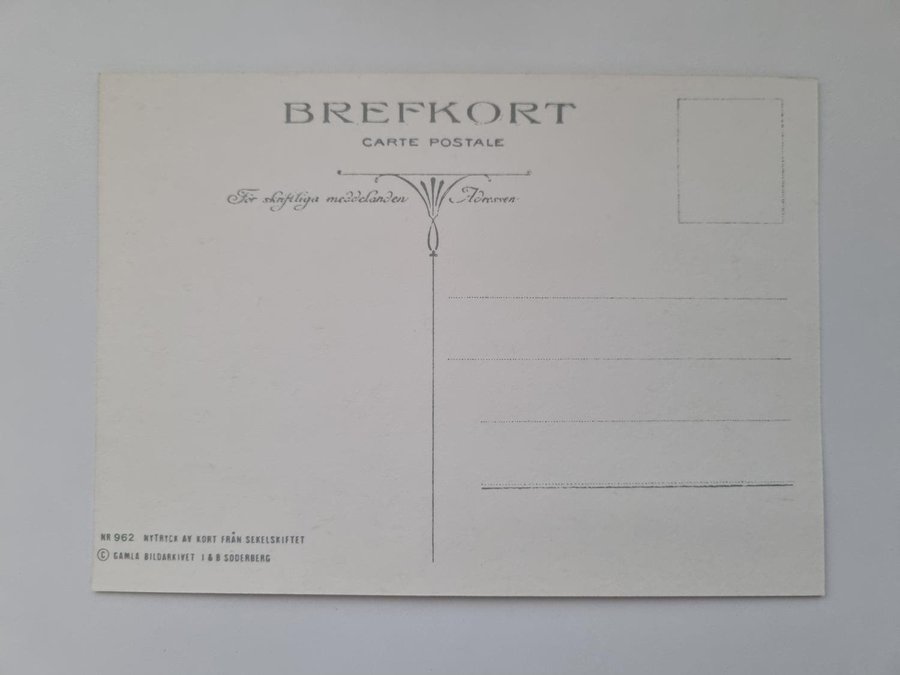 BREFKORT
CARTE POSTALE
För skriftliga meddelanden Adressen
NR 962 NYTRYCK AV KORT FRÅN SEKELSKIFTET
© GAMLA BILDARKIVET I & B SÖDERBERG